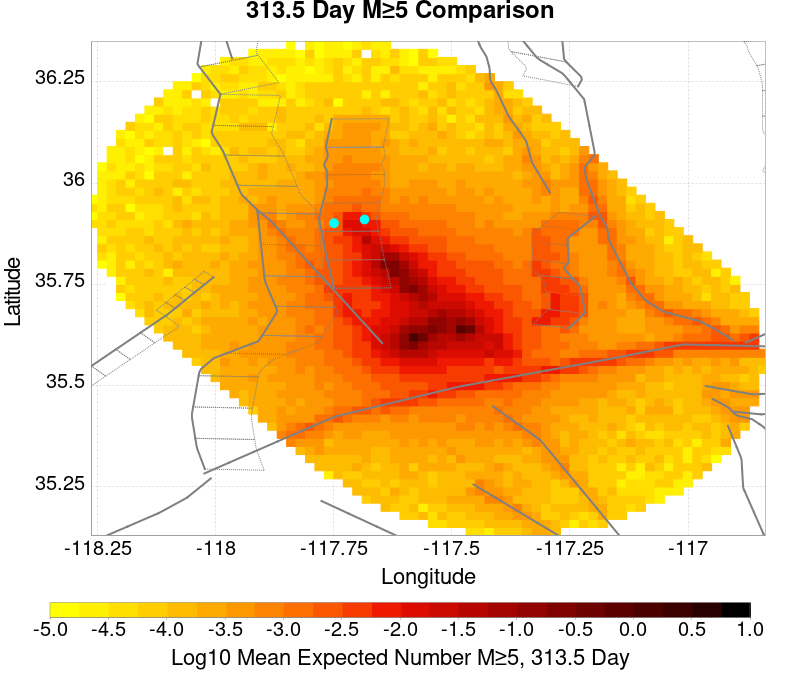 313.5 Day M≥5 Comparison
36.25
36
35.75
35.5
35.25
Latitude
-118.25 -118 -117.75 -117.5 -117.25 -117
Longitude
-5.0 -4.5 -4.0 -3.5 -3.0 -2.5 -2.0 -1.5 -1.0 -0.5 0.0 0.5 1.0
Log10 Mean Expected Number M≥5, 313.5 Day